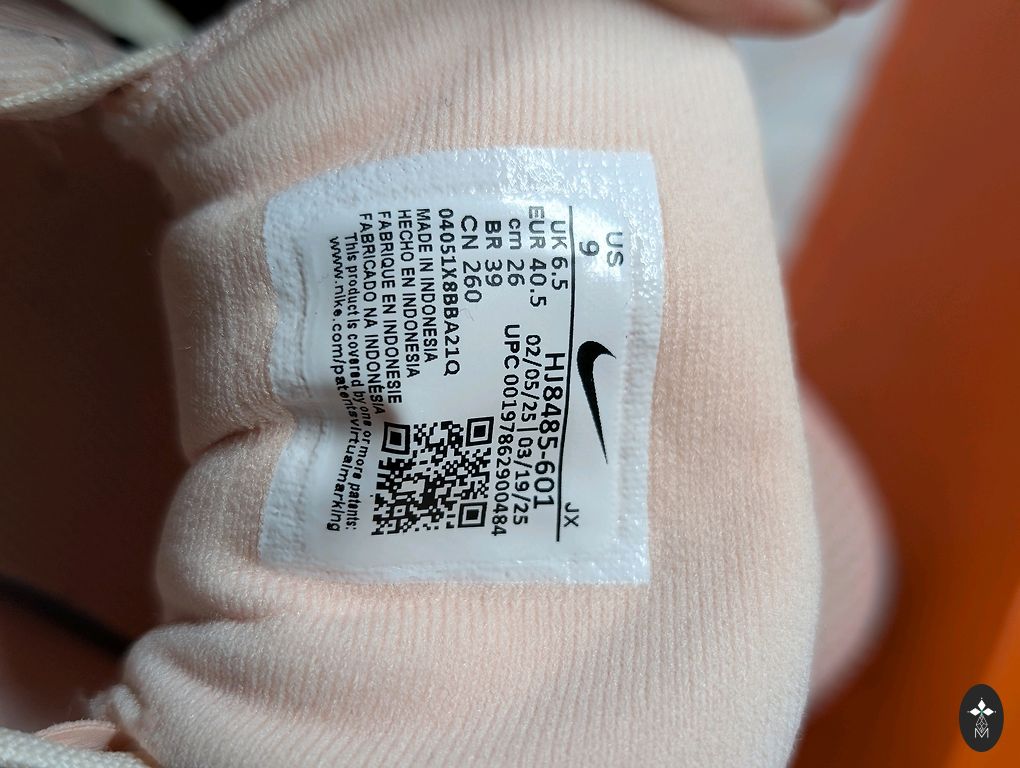 US
9
JX
UK 6.5
EUR 40.5
cm 26
BR 39
CN 260
HJ8485-601
02/05/25 | 03/19/25
UPC 00197862900484
04051X8BBA21Q
MADE IN INDONESIA
HECHO EN INDONESIA
FABRIQUE EN INDONESIE
FABRICADO NA INDONÉSIA
This product is covered by one or more patents:
www.nike.com/patentsvirtualmarking
M